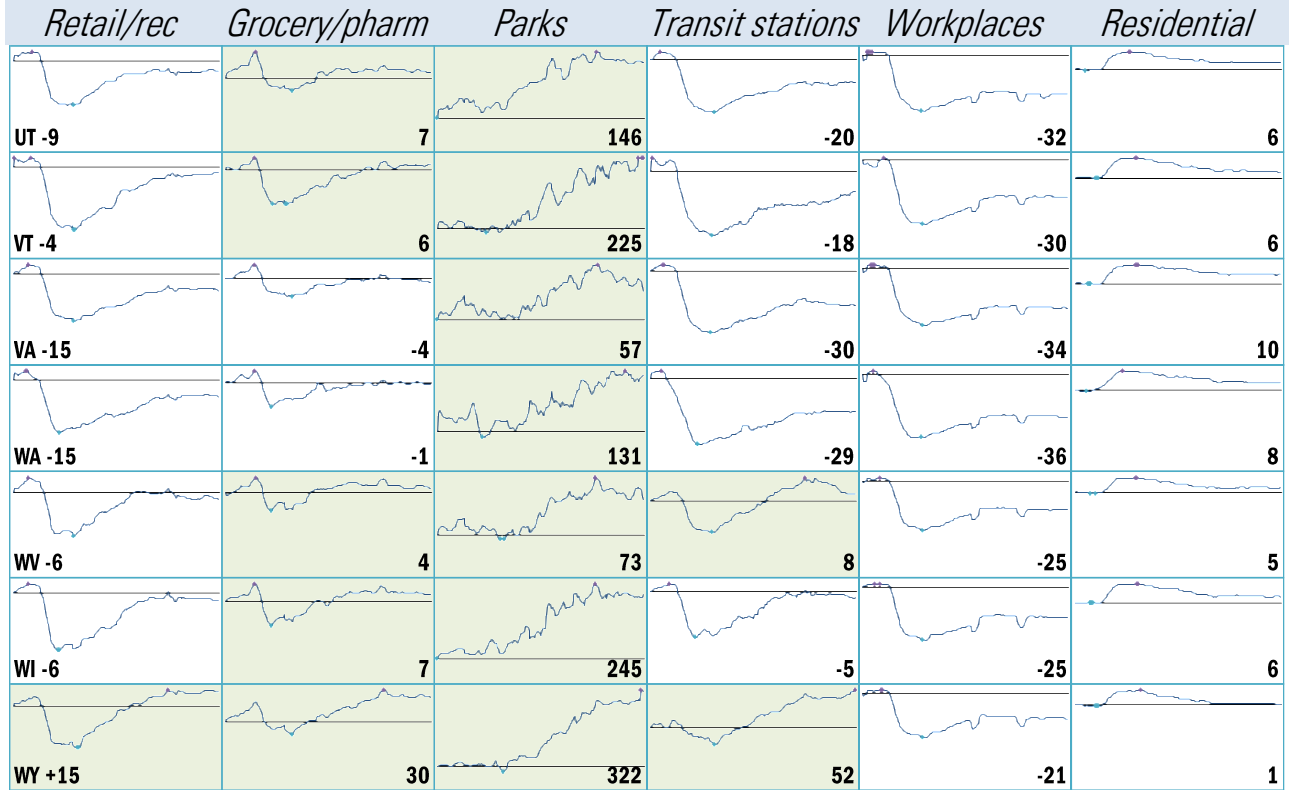 Retail/rec Grocery/pharm Parks Transit stations Workplaces Residential
UT -9 7 146 -20 -32 6
VT -4 6 225 -18 -30 6
VA -15 -4 57 -30 -34 10
WA -15 -1 131 -29 -36 8
WV -6 4 73 8 -25 5
WI -6 7 245 -5 -25 6
WY +15 30 322 52 -21 1